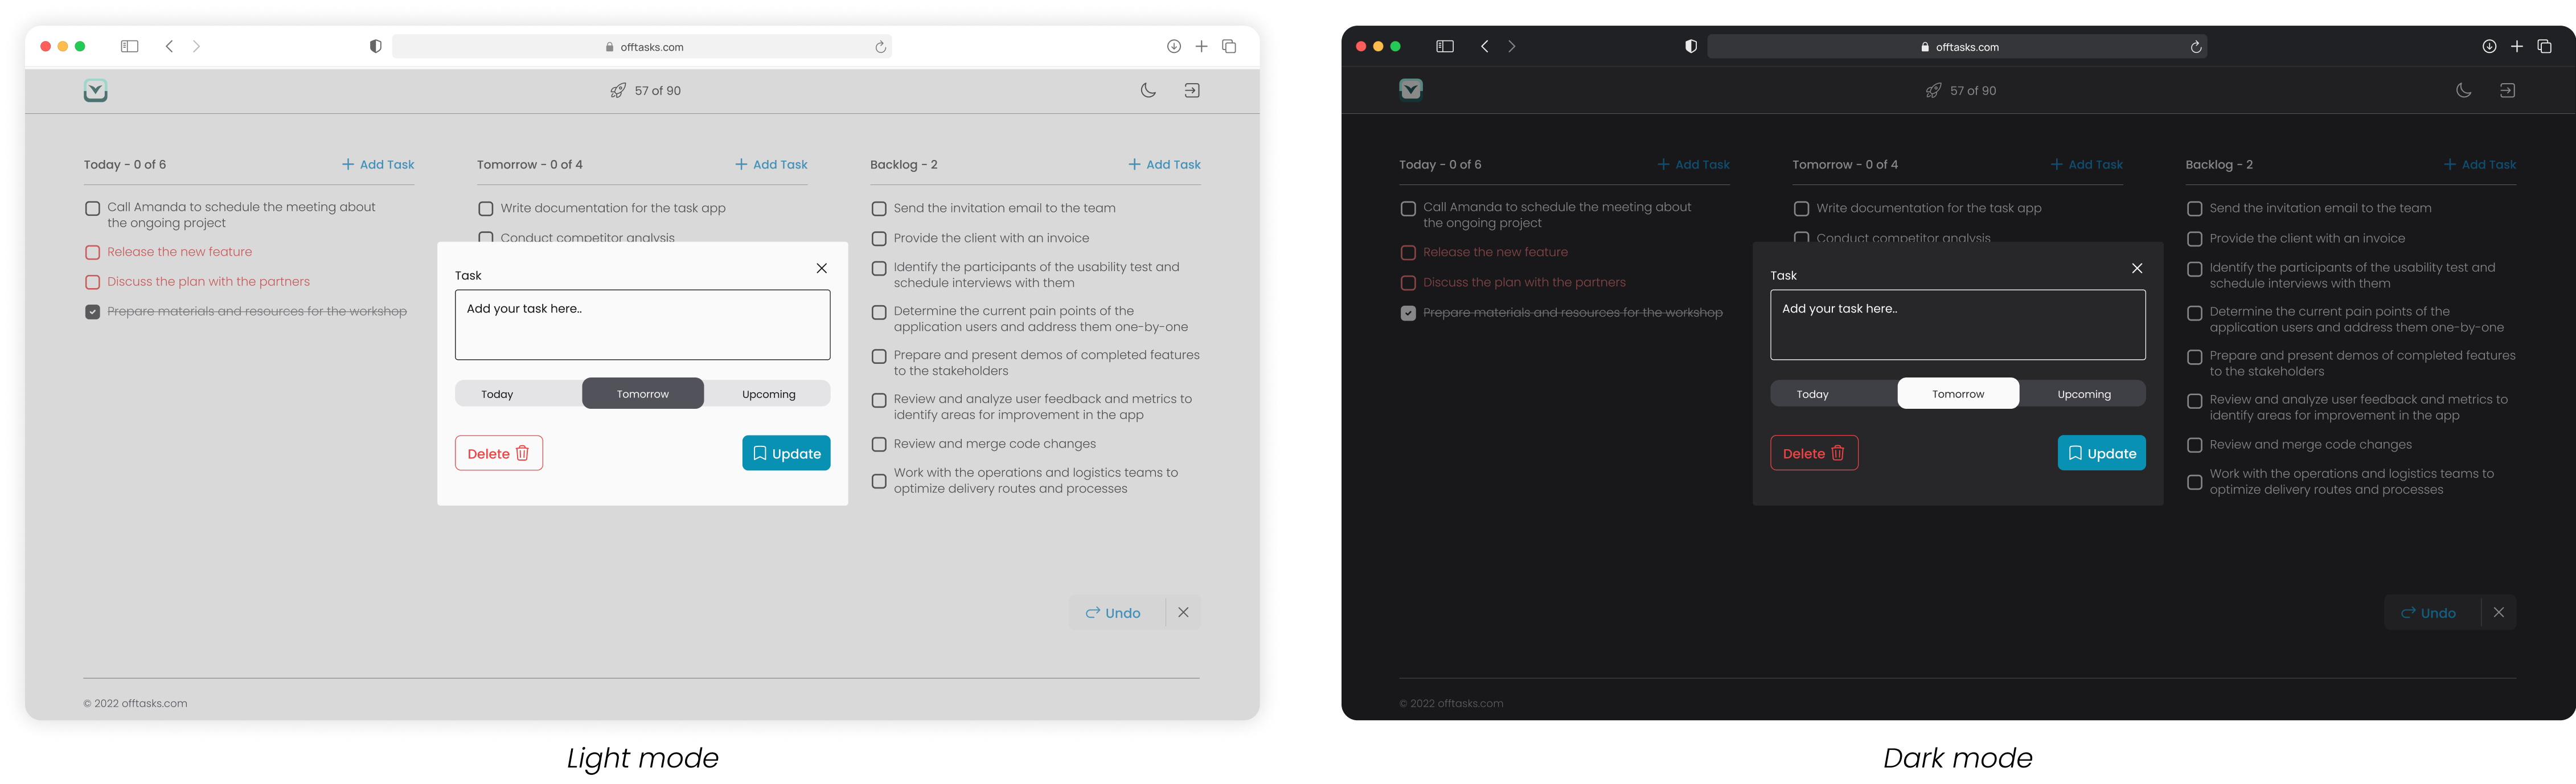 offtasks.com
57 of 90
Today - 0 of 6
+ Add Task
Call Amanda to schedule the meeting about
the ongoing project
Release the new feature
Discuss the plan with the partners
Prepare materials and resources for the workshop
Tomorrow - 0 of 4
+ Add Task
Write documentation for the task app
Conduct competitor analysis
Backlog - 2
+ Add Task
Send the invitation email to the team
Provide the client with an invoice
Identify the participants of the usability test and
schedule interviews with them
Determine the current pain points of the
application users and address them one-by-one
Prepare and present demos of completed features
to the stakeholders
Review and analyze user feedback and metrics to
identify areas for improvement in the app
Review and merge code changes
Work with the operations and logistics teams to
optimize delivery routes and processes
Task
Add your task here..
Today
Tomorrow
Upcoming
Delete
Update
Undo
© 2022 offtasks.com
Light mode
offtasks.com
57 of 90
Today - 0 of 6
+ Add Task
Call Amanda to schedule the meeting about
the ongoing project
Release the new feature
Discuss the plan with the partners
Prepare materials and resources for the workshop
Tomorrow - 0 of 4
+ Add Task
Write documentation for the task app
Conduct competitor analysis
Backlog - 2
+ Add Task
Send the invitation email to the team
Provide the client with an invoice
Identify the participants of the usability test and
schedule interviews with them
Determine the current pain points of the
application users and address them one-by-one
Prepare and present demos of completed features
to the stakeholders
Review and analyze user feedback and metrics to
identify areas for improvement in the app
Review and merge code changes
Work with the operations and logistics teams to
optimize delivery routes and processes
Task
Add your task here..
Today
Tomorrow
Upcoming
Delete
Update
Undo
© 2022 offtasks.com
Dark mode